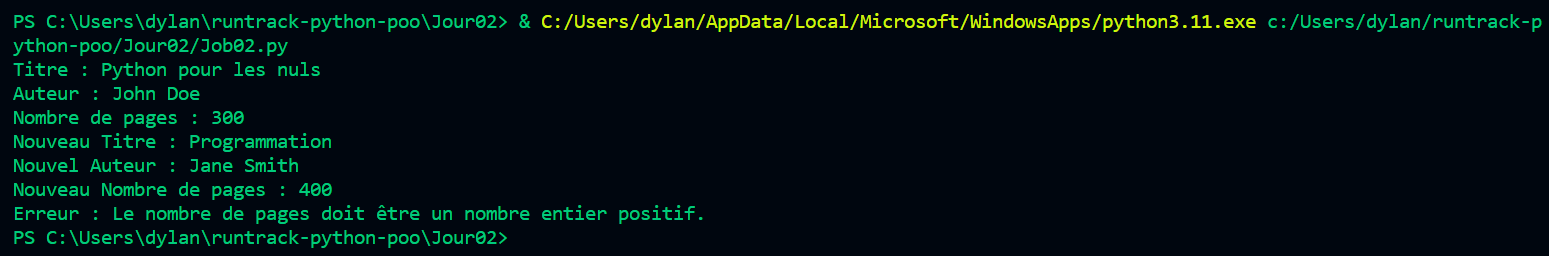 PS C:\Users\dylan\runtrack-python-poo\Jour02> & C:/Users/dylan/AppData/Local/Microsoft/WindowsApps/python3.11.exe c:/Users/dylan/runtrack-p
ython-poo/Jour02/Job02.py
Titre : Python pour les nuls
Auteur : John Doe
Nombre de pages : 300
Nouveau Titre : Programmation
Nouvel Auteur : Jane Smith
Nouveau Nombre de pages : 400
Erreur : Le nombre de pages doit être un nombre entier positif.
PS C:\Users\dylan\runtrack-python-poo\Jour02>